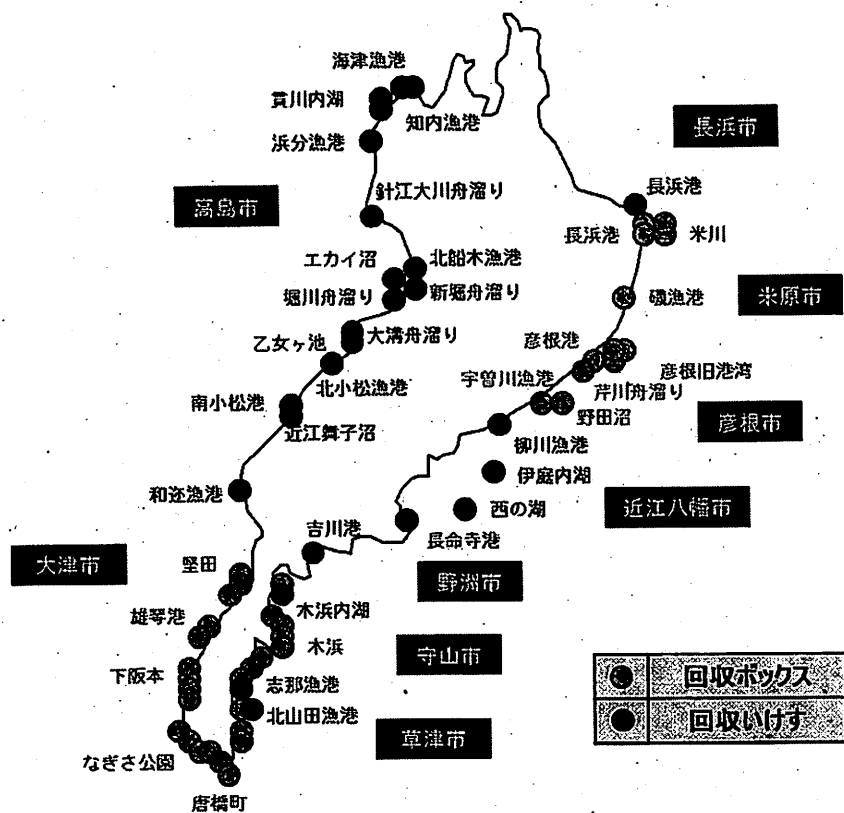 海津漁港
貫川内湖
知内漁港
浜分漁港
長浜市
針江大川舟溜り
高島市
長浜港
長浜港
米川
エカイ沼
北船木漁港
堀川舟溜り
新堀舟溜り
磯漁港
米原市
大溝舟溜り
乙女ヶ池
彦根港
北小松漁港
宇曽川漁港
彦根旧港湾
芹川舟溜り
南小松港
野田沼
彦根市
近江舞子沼
柳川漁港
伊庭内湖
和迩漁港
西の湖
近江八幡市
吉川港
長命寺港
大津市
堅田
野洲市
雄琴港
木浜内湖
木浜
守山市
下阪本
志那漁港
回収ボックス
北山田漁港
回収いけす
草津市
なぎさ公園
唐橋町